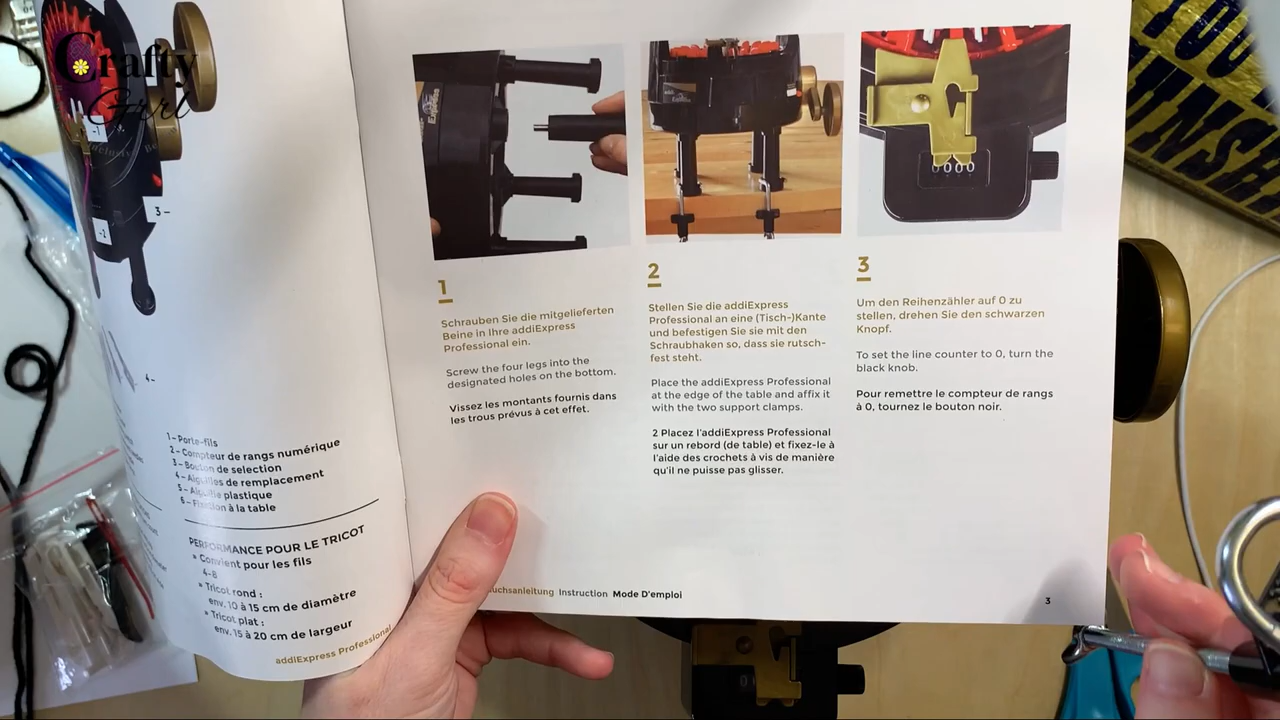 Crafty
Girl
3 –
4 –
1 – Porte-fils
2 – Compteur de rangs numérique
3 – Bouton de selection
4 – Aiguilles de remplacement
5 – Aiguille plastique
6 – Fixation à la table
PERFORMANCE POUR LE TRICOT
Convient pour les fils
4-8
Tricot rond :
env. 10 à 15 cm de diamètre
Tricot plat :
env. 15 à 20 cm de largeur
addiExpress Professional
1
Schrauben Sie die mitgelieferten
Beine in Ihre addiExpress
Professional ein.
Screw the four legs into the
designated holes on the bottom.
Vissez les montants fournis dans
les trous prévus à cet effet.
2
Stellen Sie die addiExpress
Professional an eine (Tisch-)Kante
und befestigen Sie sie mit den
Schraubhaken so, dass sie rutsch-
fest steht.
Place the addiExpress Professional
at the edge of the table and affix it
with the two support clamps.
2 Placez l'addiExpress Professional
sur un rebord (de table) et fixez-le à
l'aide des crochets à vis de manière
qu'il ne puisse pas glisser.
3
Um den Reihenzähler auf 0 zu
stellen, drehen Sie den schwarzen
Knopf.
To set the line counter to 0, turn the
black knob.
Pour remettre le compteur de rangs
à 0, tournez le bouton noir.
Instruction Mode D'emploi
3